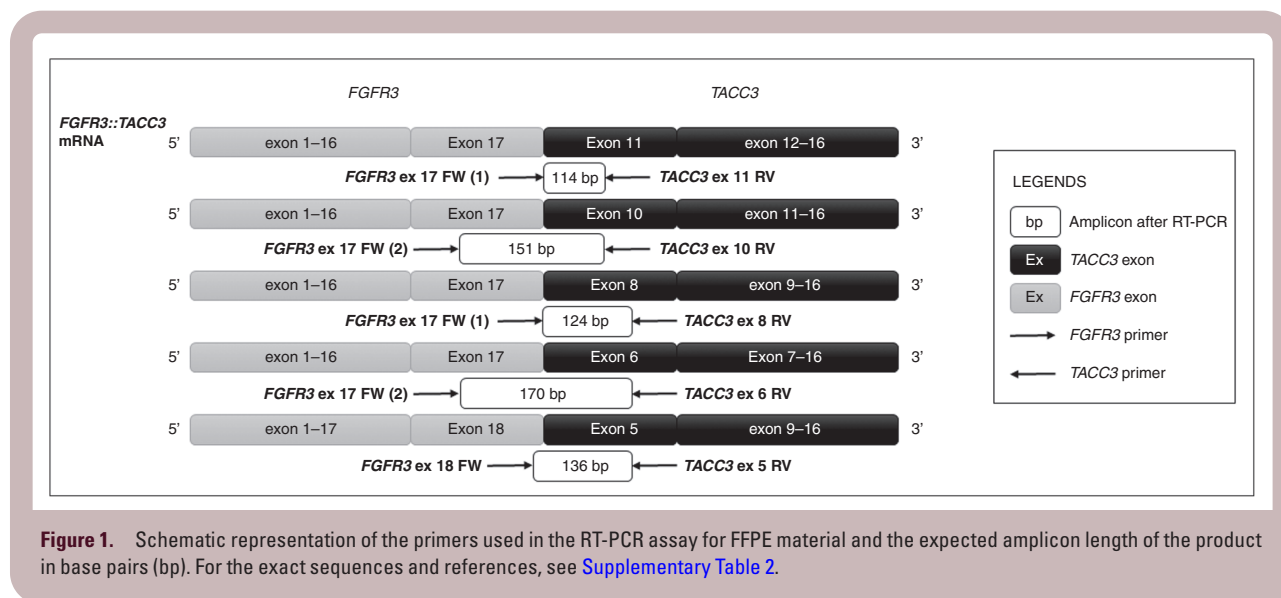 FGFR3 TACC3
FGFR3::TACC3
mRNA
5’ exon 1–16 Exon 17 Exon 11 exon 12–16 3’
FGFR3 ex 17 FW (1) 114 bp TACC3 ex 11 RV
5’ exon 1–16 Exon 17 Exon 10 exon 11–16 3’
FGFR3 ex 17 FW (2) 151 bp TACC3 ex 10 RV
5’ exon 1–16 Exon 17 Exon 8 exon 9–16 3’
FGFR3 ex 17 FW (1) 124 bp TACC3 ex 8 RV
5’ exon 1–16 Exon 17 Exon 6 Exon 7–16 3’
FGFR3 ex 17 FW (2) 170 bp TACC3 ex 6 RV
5’ exon 1–17 Exon 18 Exon 5 exon 9–16 3’
FGFR3 ex 18 FW 136 bp TACC3 ex 5 RV
LEGENDS
bp Amplicon after RT-PCR
Ex TACC3 exon
Ex FGFR3 exon
FGFR3 primer
TACC3 primer
Figure 1. Schematic representation of the primers used in the RT-PCR assay for FFPE material and the expected amplicon length of the product
in base pairs (bp). For the exact sequences and references, see Supplementary Table 2.